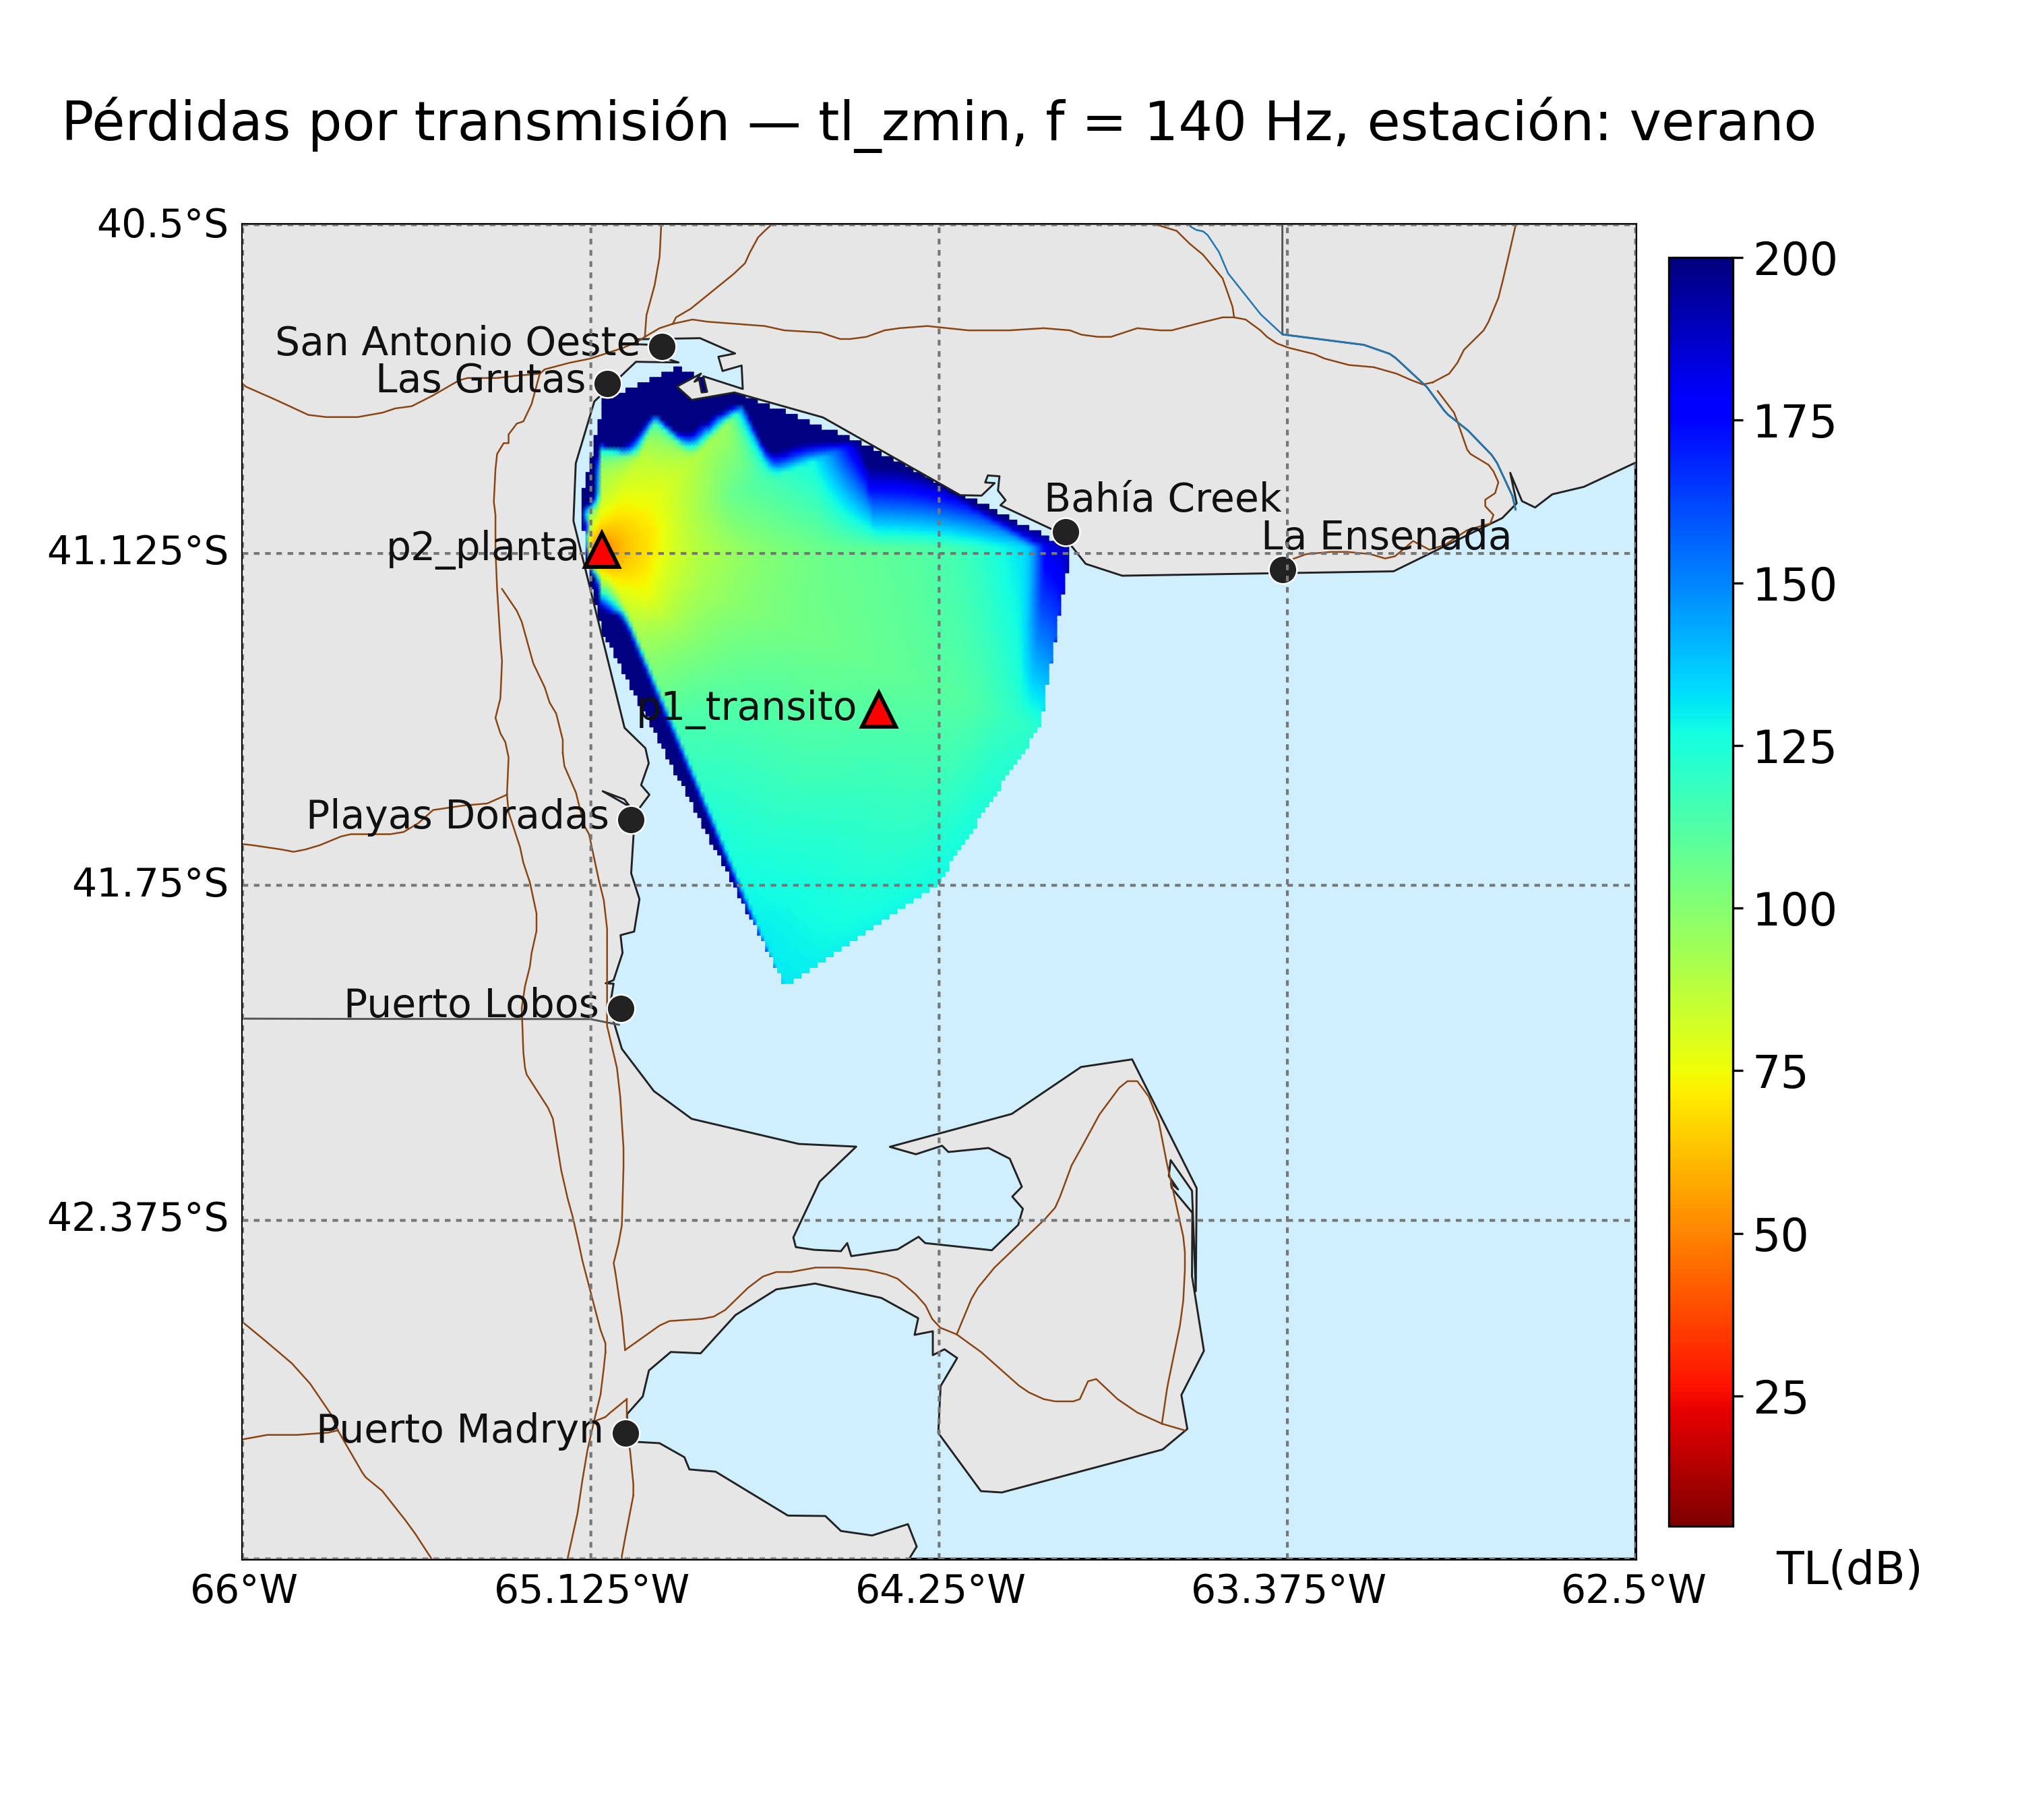 Pérdidas por transmisión — tl_zmin, f = 140 Hz, estación: verano
40.5°S
200
San Antonio Oeste
Las Grutas
175
Bahía Creek
La Ensenada
p2_planta
41.125°S
150
p1_transito
125
Playas Doradas
41.75°S
100
Puerto Lobos
75
42.375°S
50
25
Puerto Madryn
TL(dB)
66°W
65.125°W
64.25°W
63.375°W
62.5°W